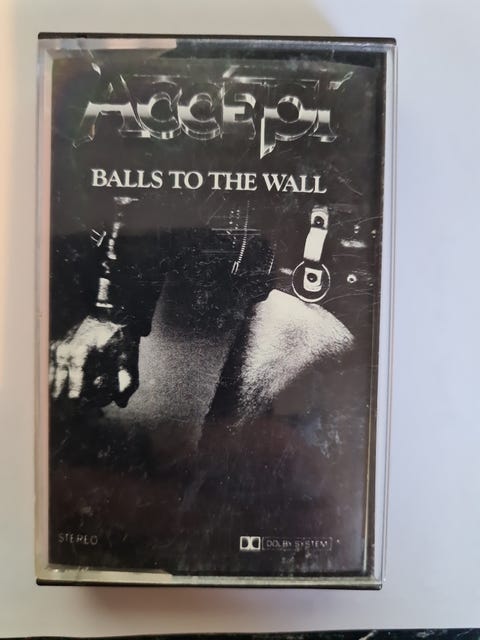 Accept
BALLS TO THE WALL
STEREO
DOLBY SYSTEM